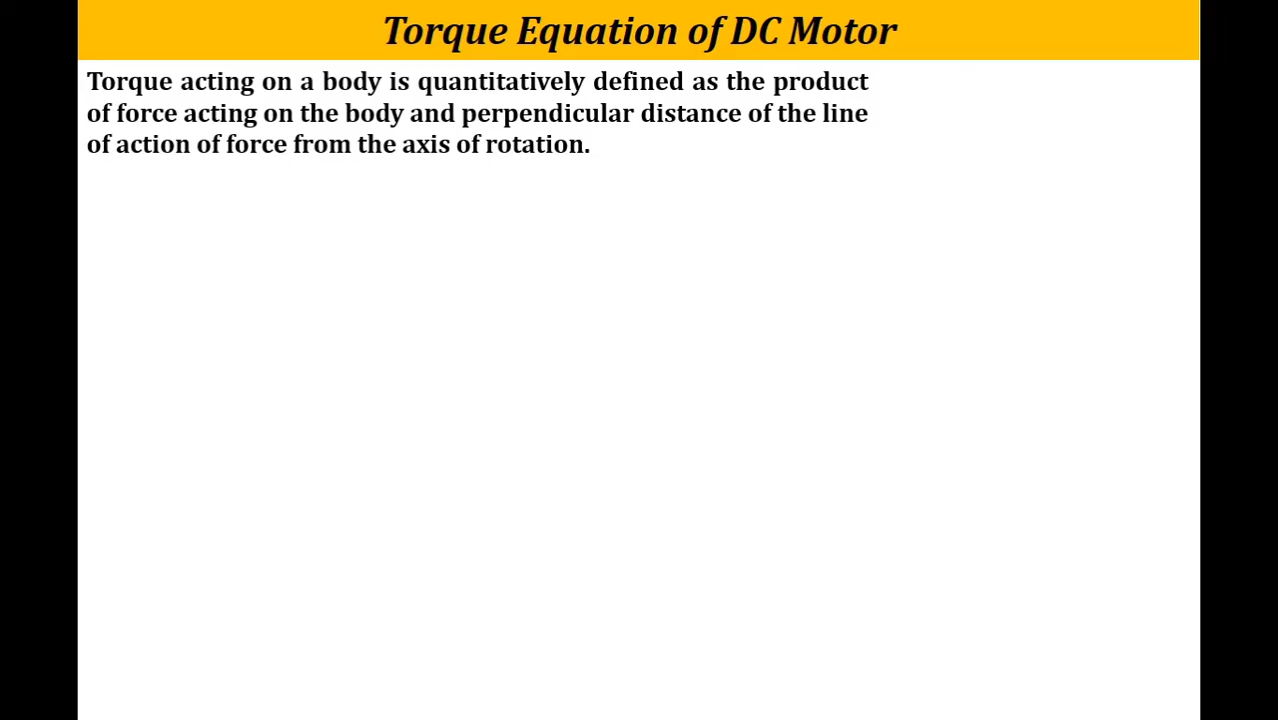 Torque Equation of DC Motor
Torque acting on a body is quantitatively defined as the product
of force acting on the body and perpendicular distance of the line
of action of force from the axis of rotation.